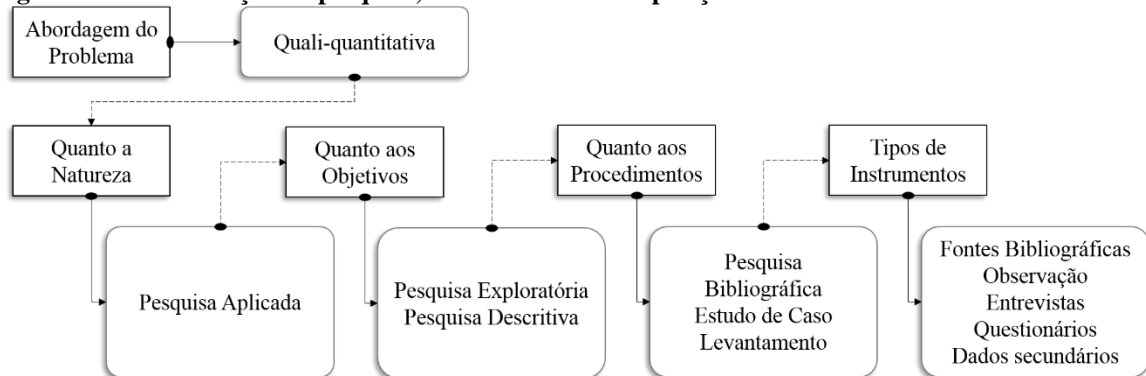 Abordagem do
Problema
Quali-quantitativa
Quanto a
Natureza
Quanto aos
Objetivos
Quanto aos
Procedimentos
Tipos de
Instrumentos
Pesquisa Aplicada
Pesquisa Exploratória
Pesquisa Descritiva
Pesquisa
Bibliográfica
Estudo de Caso
Levantamento
Fontes Bibliográficas
Observação
Entrevistas
Questionários
Dados secundários